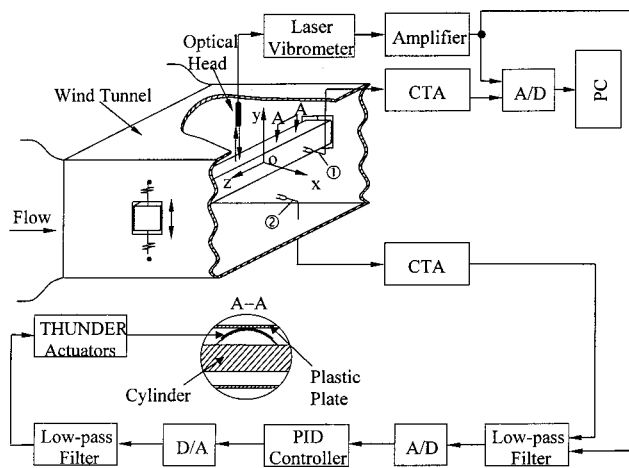 Laser
Vibrometer
Amplifier
Optical
Head
Wind Tunnel
CTA
A/D
PC
y
A
A
①
o
z
x
②
Flow
CTA
A--A
THUNDER
Actuators
Cylinder
Plastic
Plate
Low-pass
Filter
D/A
PID
Controller
A/D
Low-pass
Filter